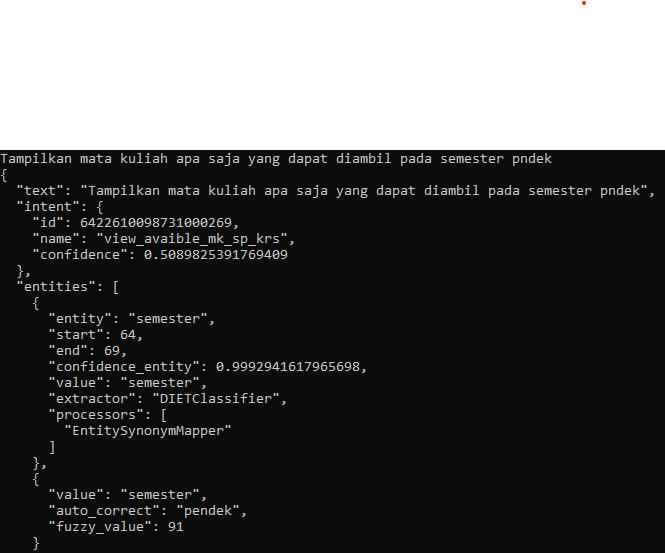 Tampilkan mata kuliah apa saja yang dapat diambil pada semester pndek
{
  "text": "Tampilkan mata kuliah apa saja yang dapat diambil pada semester pndek",
  "intent": {
    "id": 6422610098731000269,
    "name": "view_avaible_mk_sp_krs",
    "confidence": 0.5089825391769409
  },
  "entities": [
    {
      "entity": "semester",
      "start": 64,
      "end": 69,
      "confidence_entity": 0.9992941617965698,
      "value": "semester",
      "extractor": "DIETClassifier",
      "processors": [
        "EntitySynonymMapper"
      ]
    },
    {
      "value": "semester",
      "auto_correct": "pendek",
      "fuzzy_value": 91
    }